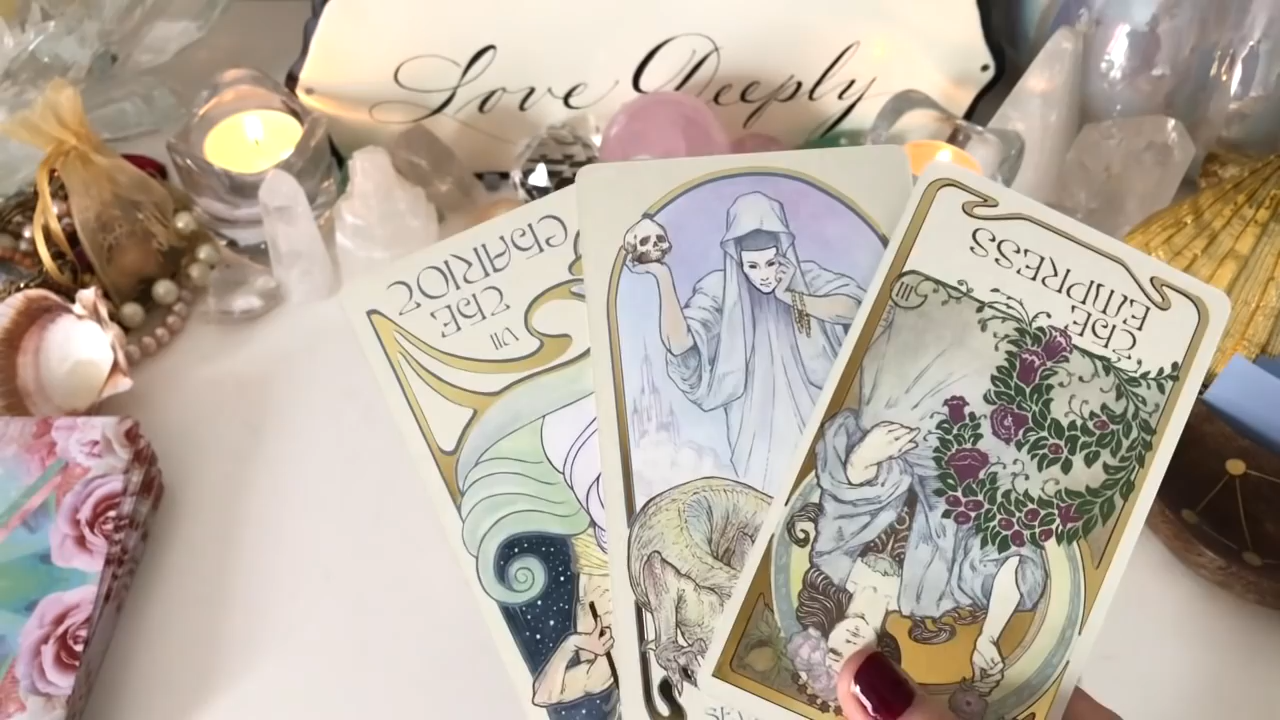 Love Deeply
THE
CHARIOT
VII
THE
EMPRESS
III